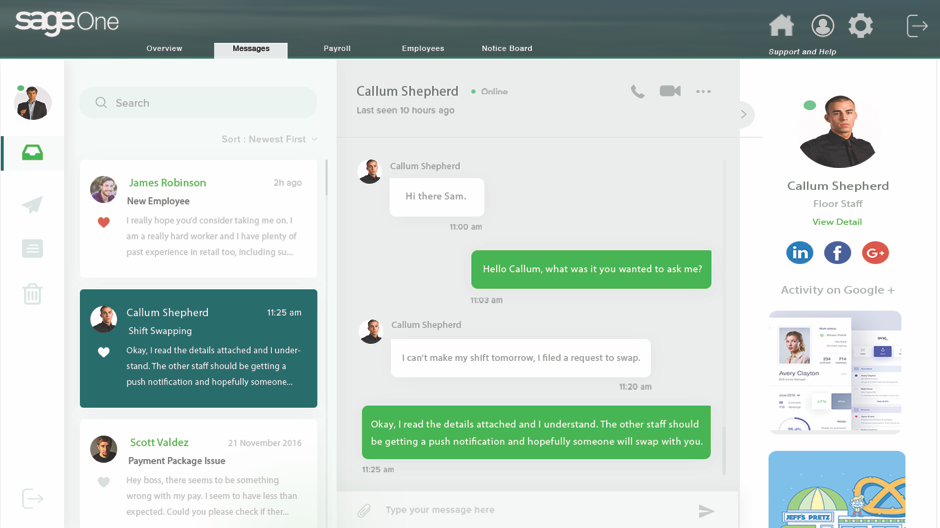 sageOne
Overview
Messages
Payroll
Employees
Notice Board
Support and Help
Search
Sort : Newest First
James Robinson
2h ago
New Employee
I really hope you'd consider taking me on. I
am a really hard worker and I have plenty of
past experience in retail too, including su...
Callum Shepherd
11:25 am
Shift Swapping
Okay, I read the details attached and I under-
stand. The other staff should be getting a
push notification and hopefully someone...
Scott Valdez
21 November 2016
Payment Package Issue
Hey boss, there seems to be something
wrong with my pay. I seem to have less than
expected. Could you please check if ther...
Callum Shepherd
Online
Last seen 10 hours ago
Callum Shepherd
Hi there Sam.
11:00 am
Hello Callum, what was it you wanted to ask me?
11:03 am
Callum Shepherd
I can't make my shift tomorrow, I filed a request to swap.
11:20 am
Okay, I read the details attached and I understand. The other staff should
be getting a push notification and hopefully someone will swap with you.
11:25 am
Type your message here
Callum Shepherd
Floor Staff
View Detail
in
f
G+
Activity on Google +
Avery Clayton
JEFF'S PRETZ